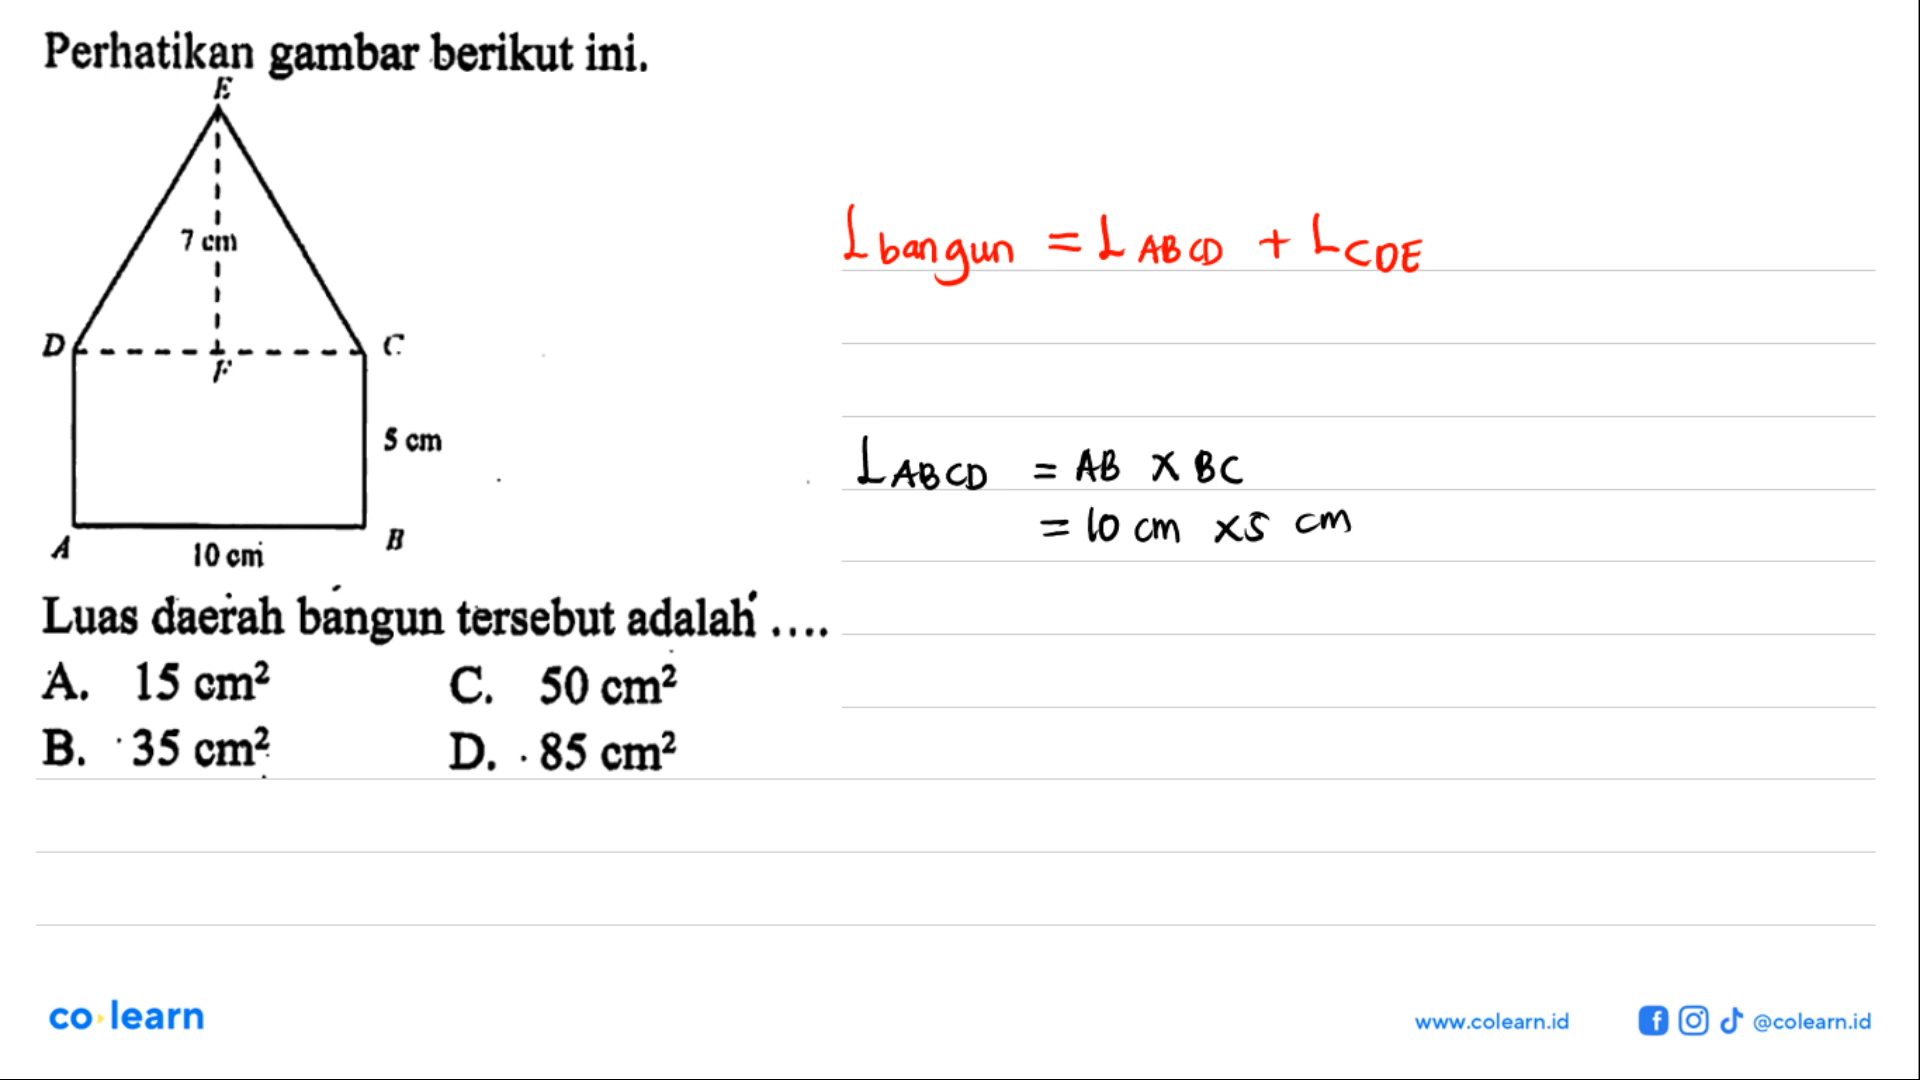 Perhatikan gambar berikut ini.
E
7 cm
D
C
F
5 cm
A
10 cm
B
Luas daerah bangun tersebut adalah ....
A. 15 cm²
C. 50 cm²
B. 35 cm²
D. 85 cm²
L bangun = L ABCD + L CDE
L ABCD = AB × BC
= 10 cm × 5 cm
co learn
www.colearn.id
@colearn.id